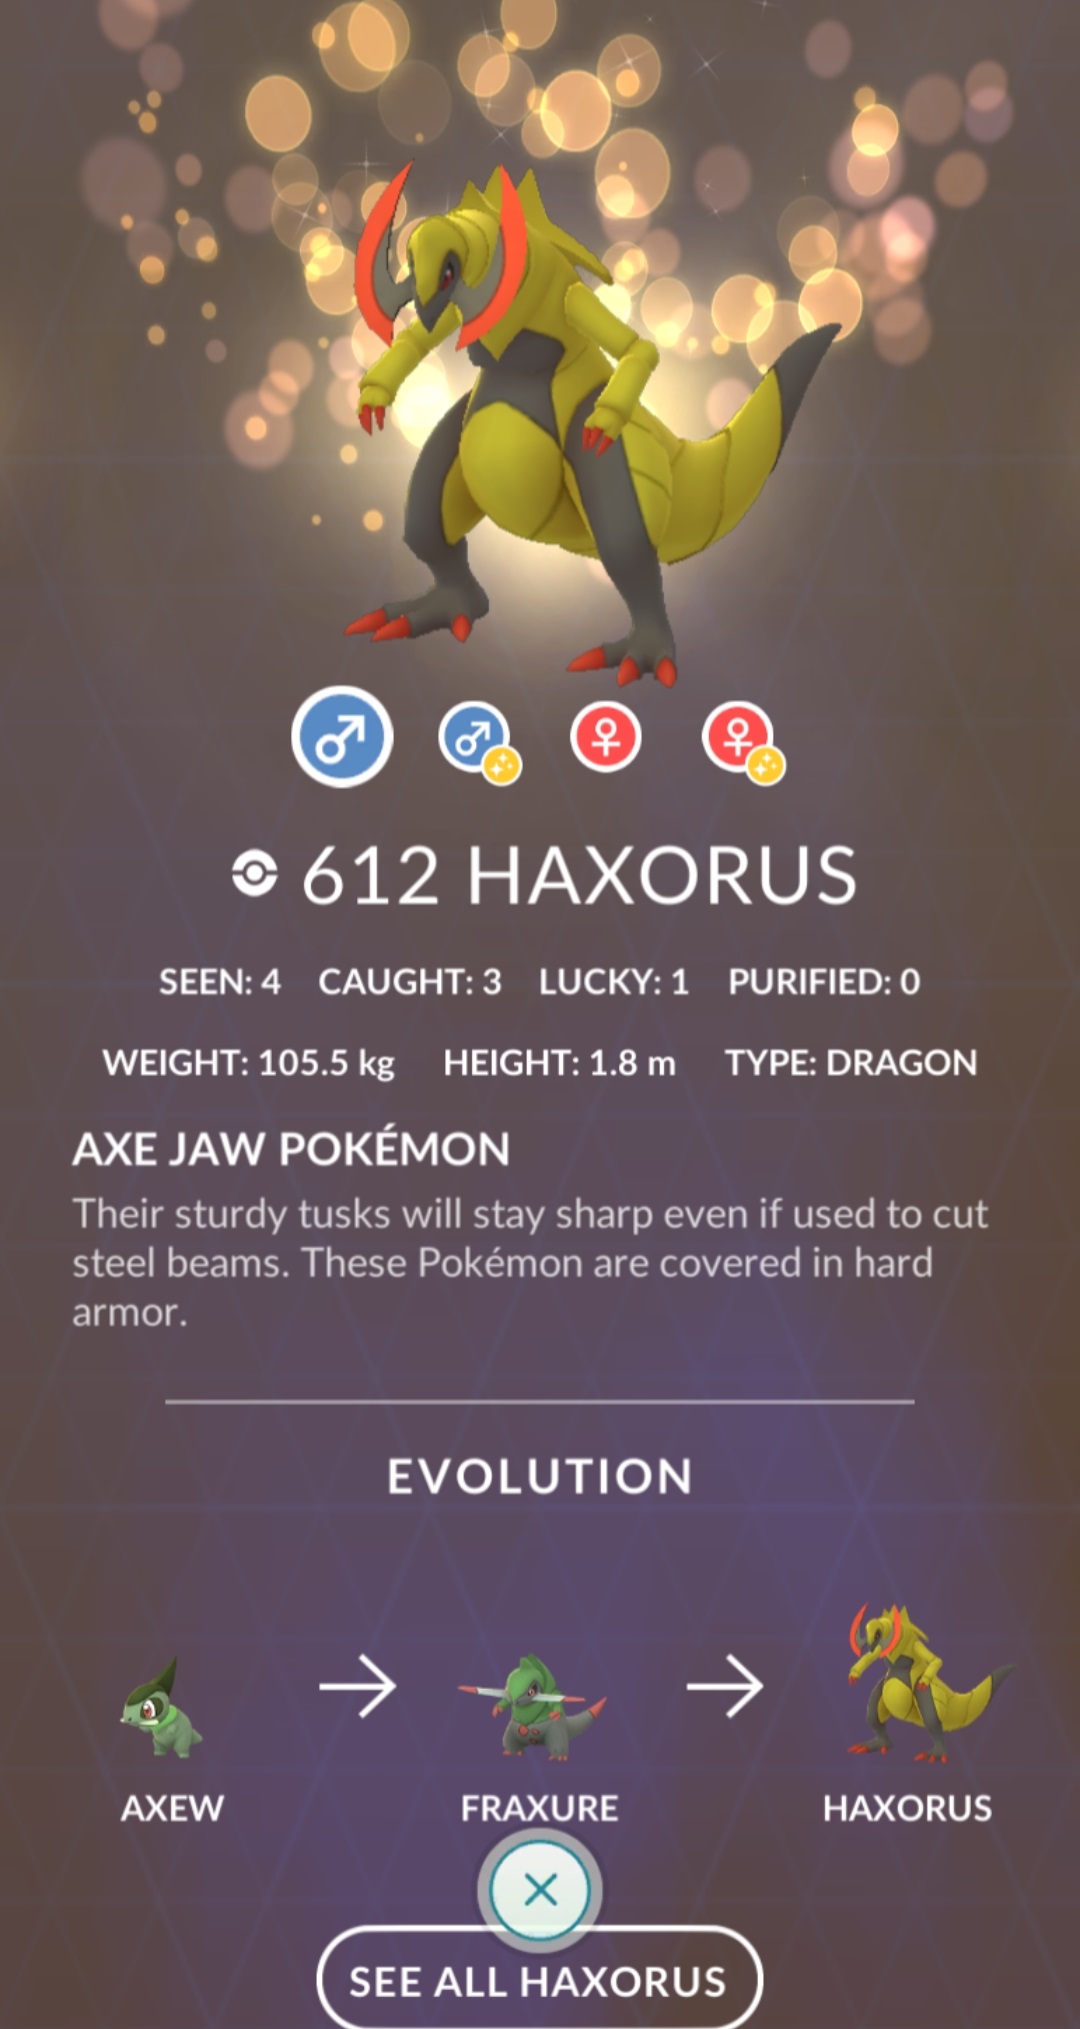 612 HAXORUS
SEEN: 4 CAUGHT: 3 LUCKY: 1 PURIFIED: 0
WEIGHT: 105.5 kg HEIGHT: 1.8 m TYPE: DRAGON
AXE JAW POKÉMON
Their sturdy tusks will stay sharp even if used to cut
steel beams. These Pokémon are covered in hard
armor.
EVOLUTION
AXEW FRAXURE HAXORUS
SEE ALL HAXORUS